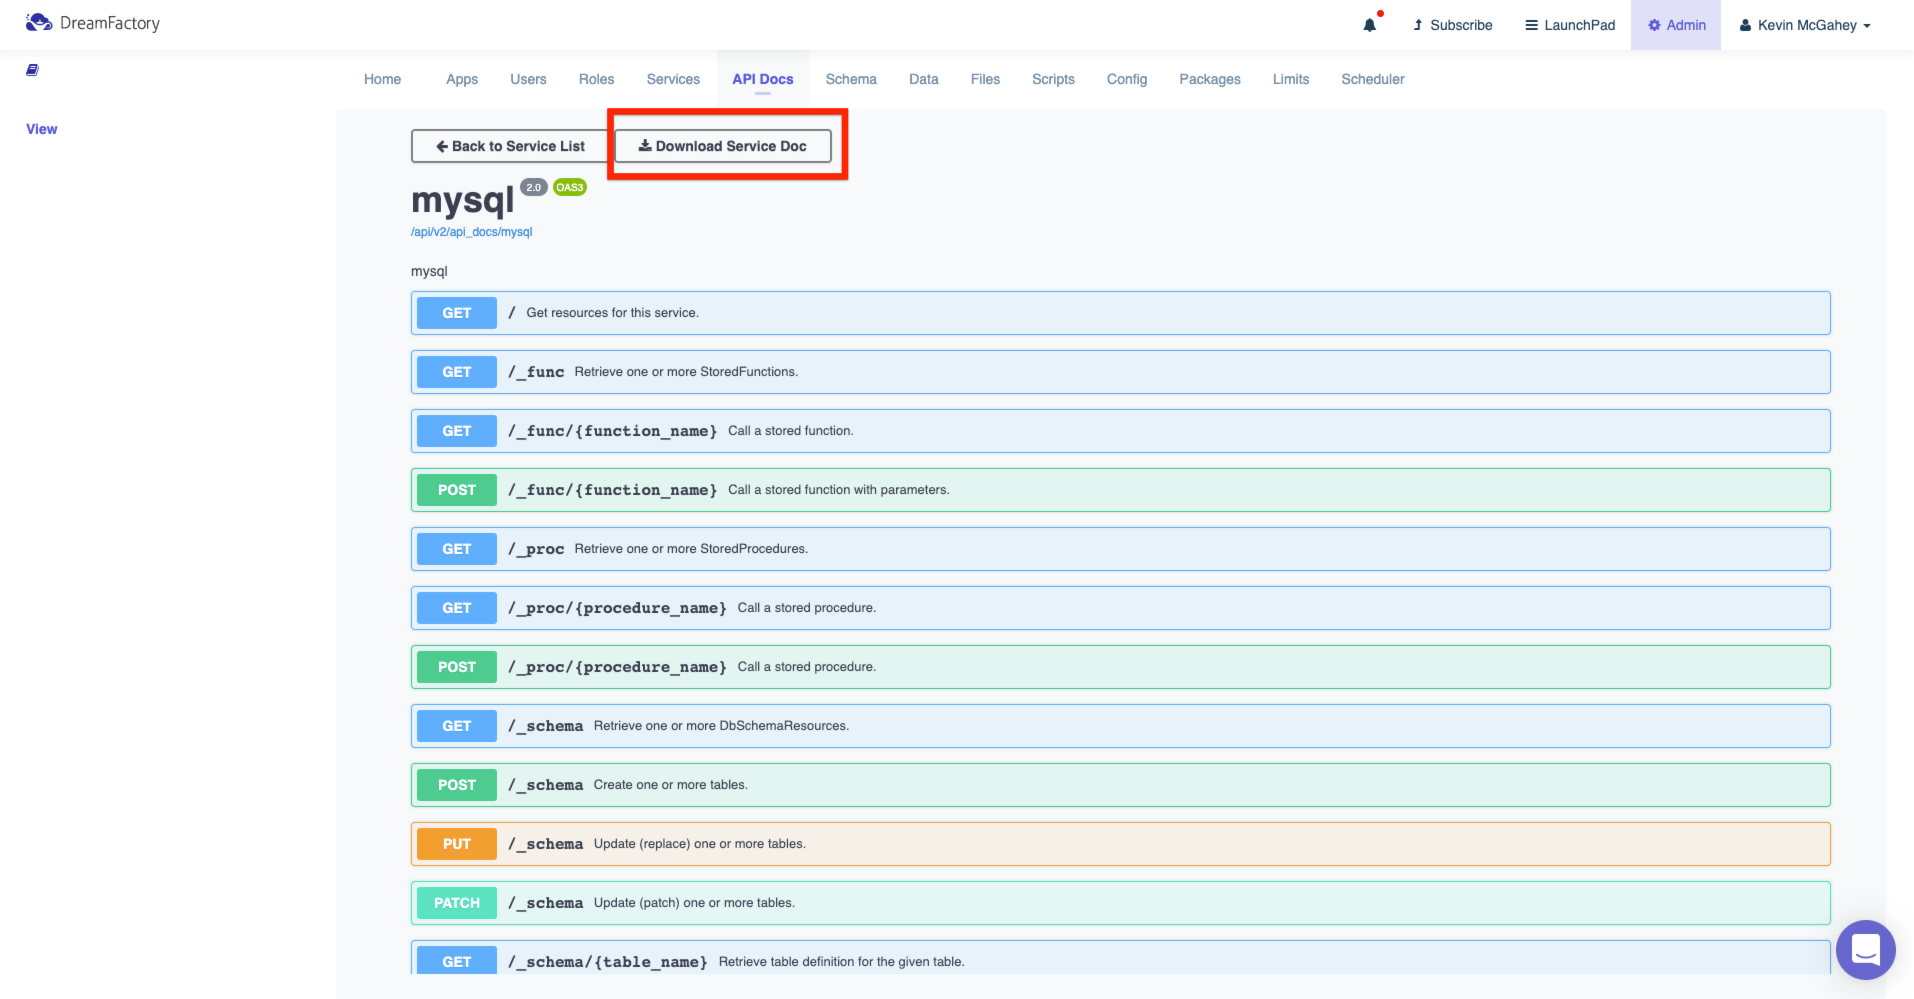 DreamFactory
Subscribe
LaunchPad
Admin
Kevin McGahey
Home Apps Users Roles Services API Docs Schema Data Files Scripts Config Packages Limits Scheduler
View
Back to Service List
Download Service Doc
mysql 2.0 OAS3
/api/v2/api_docs/mysql
mysql
GET / Get resources for this service.
GET /_func Retrieve one or more StoredFunctions.
GET /_func/{function_name} Call a stored function.
POST /_func/{function_name} Call a stored function with parameters.
GET /_proc Retrieve one or more StoredProcedures.
GET /_proc/{procedure_name} Call a stored procedure.
POST /_proc/{procedure_name} Call a stored procedure.
GET /_schema Retrieve one or more DbSchemaResources.
POST /_schema Create one or more tables.
PUT /_schema Update (replace) one or more tables.
PATCH /_schema Update (patch) one or more tables.
GET /_schema/{table_name} Retrieve table definition for the given table.